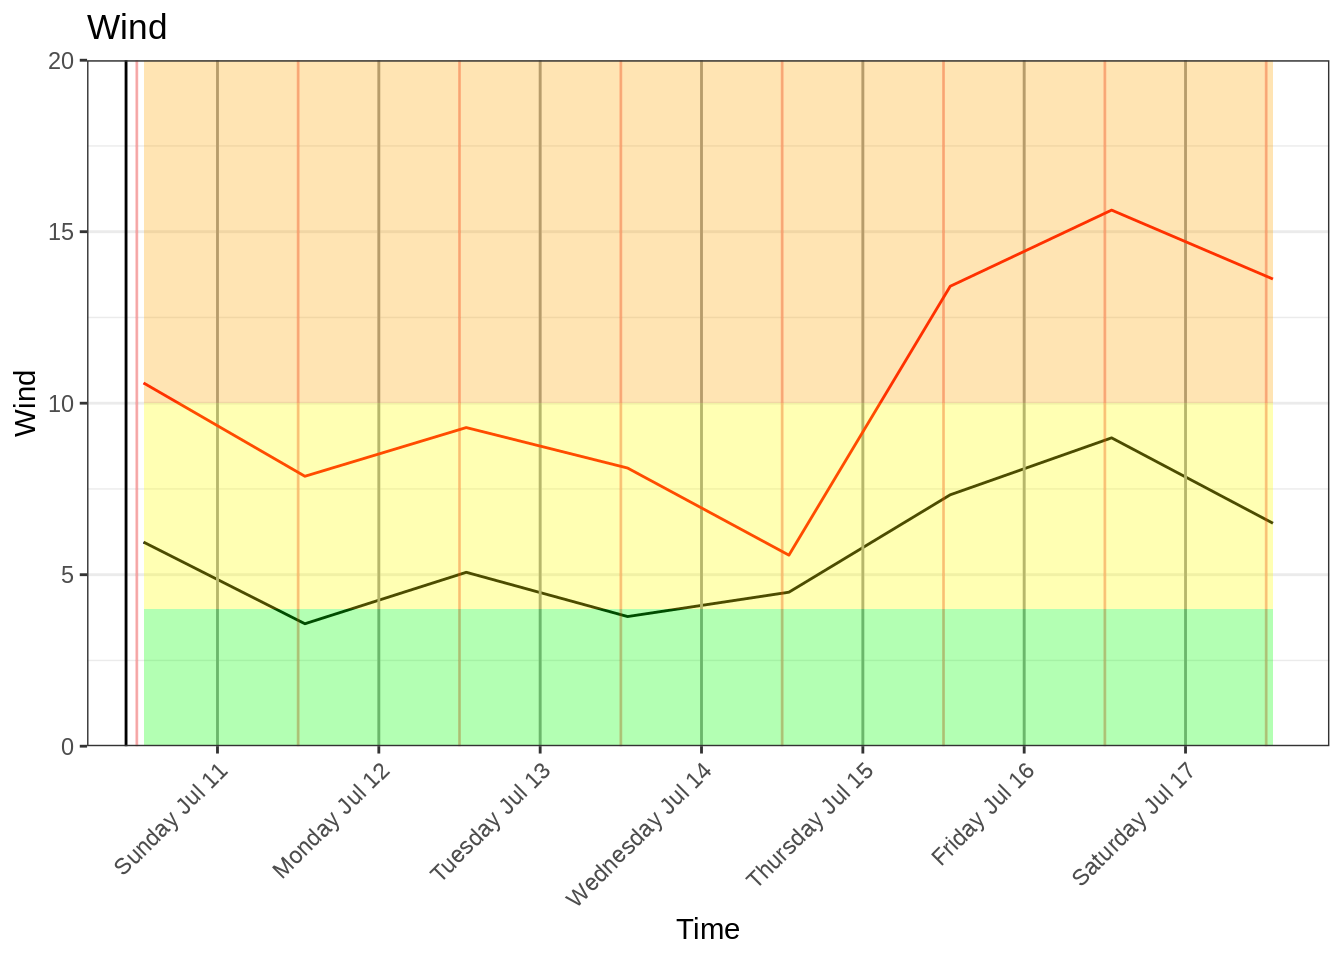 Wind
20
15
10
5
0
Wind
Sunday Jul 11
Monday Jul 12
Tuesday Jul 13
Wednesday Jul 14
Thursday Jul 15
Friday Jul 16
Saturday Jul 17
Time